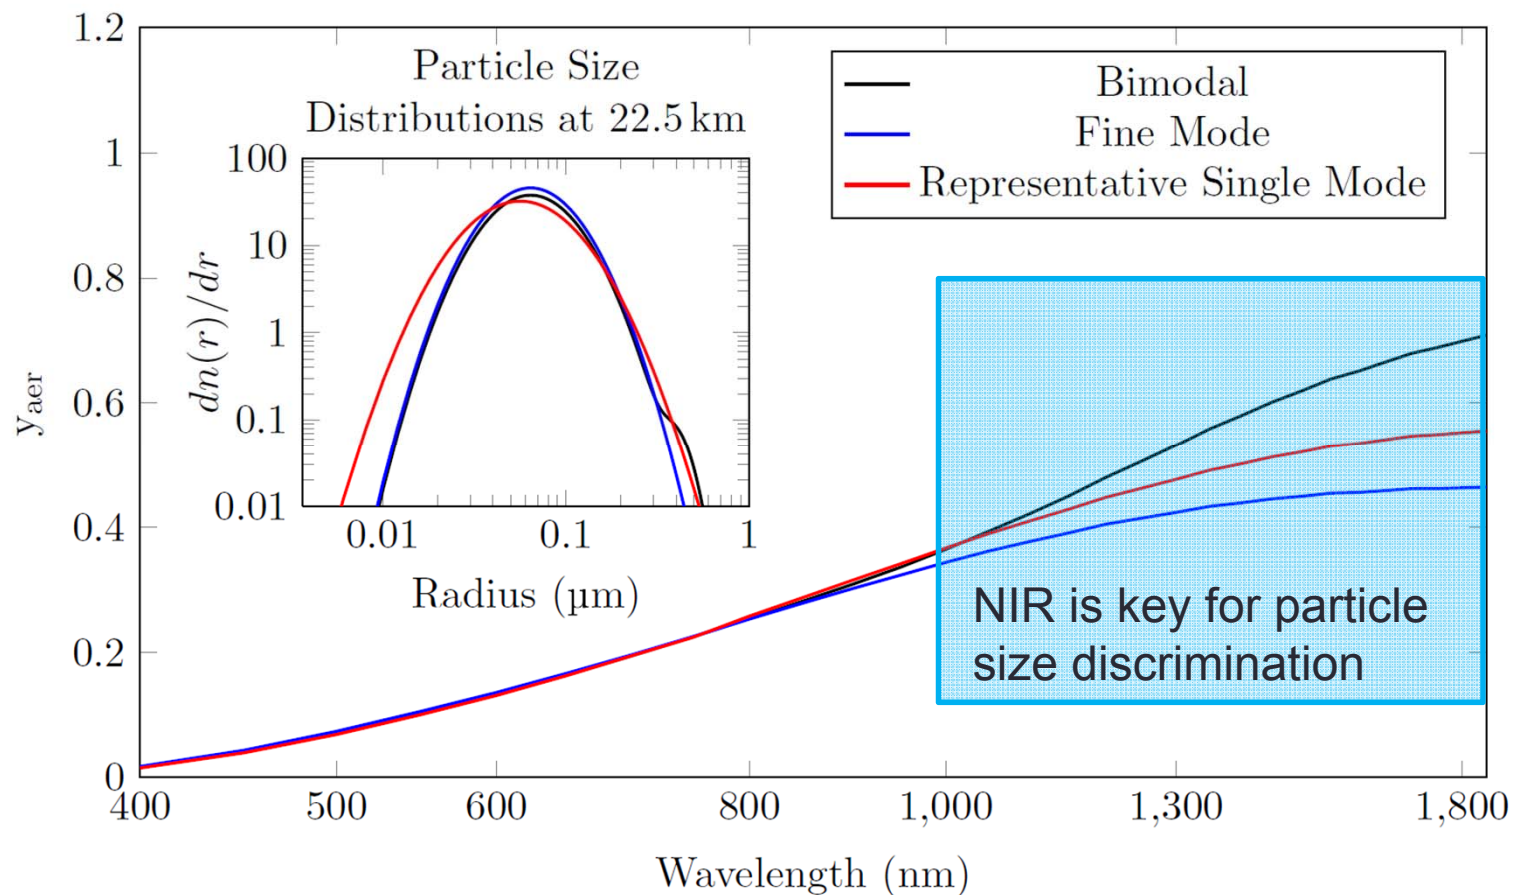 1.2
1
0.8
0.6
0.4
0.2
0
y_aer
Particle Size
Distributions at 22.5 km
100
10
1
0.1
0.01
dn(r)/dr
0.01 0.1 1
Radius (µm)
Bimodal
Fine Mode
Representative Single Mode
NIR is key for particle
size discrimination
400 500 600 800 1,000 1,300 1,800
Wavelength (nm)